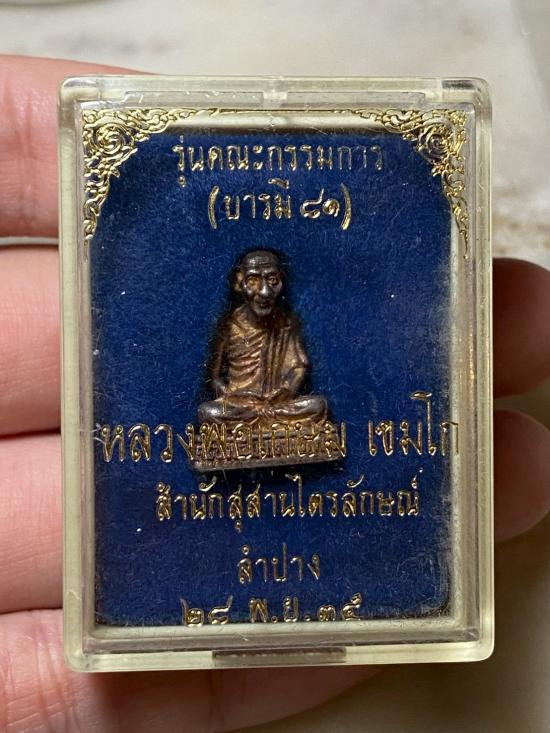 รุ่นคณะกรรมการ
(บารมี ๘๑)
หลวงพ่อเกษม เขมโก
สำนักสุสานไตรลักษณ์
ลำปาง
๒๘ พ.ย. ๓๕